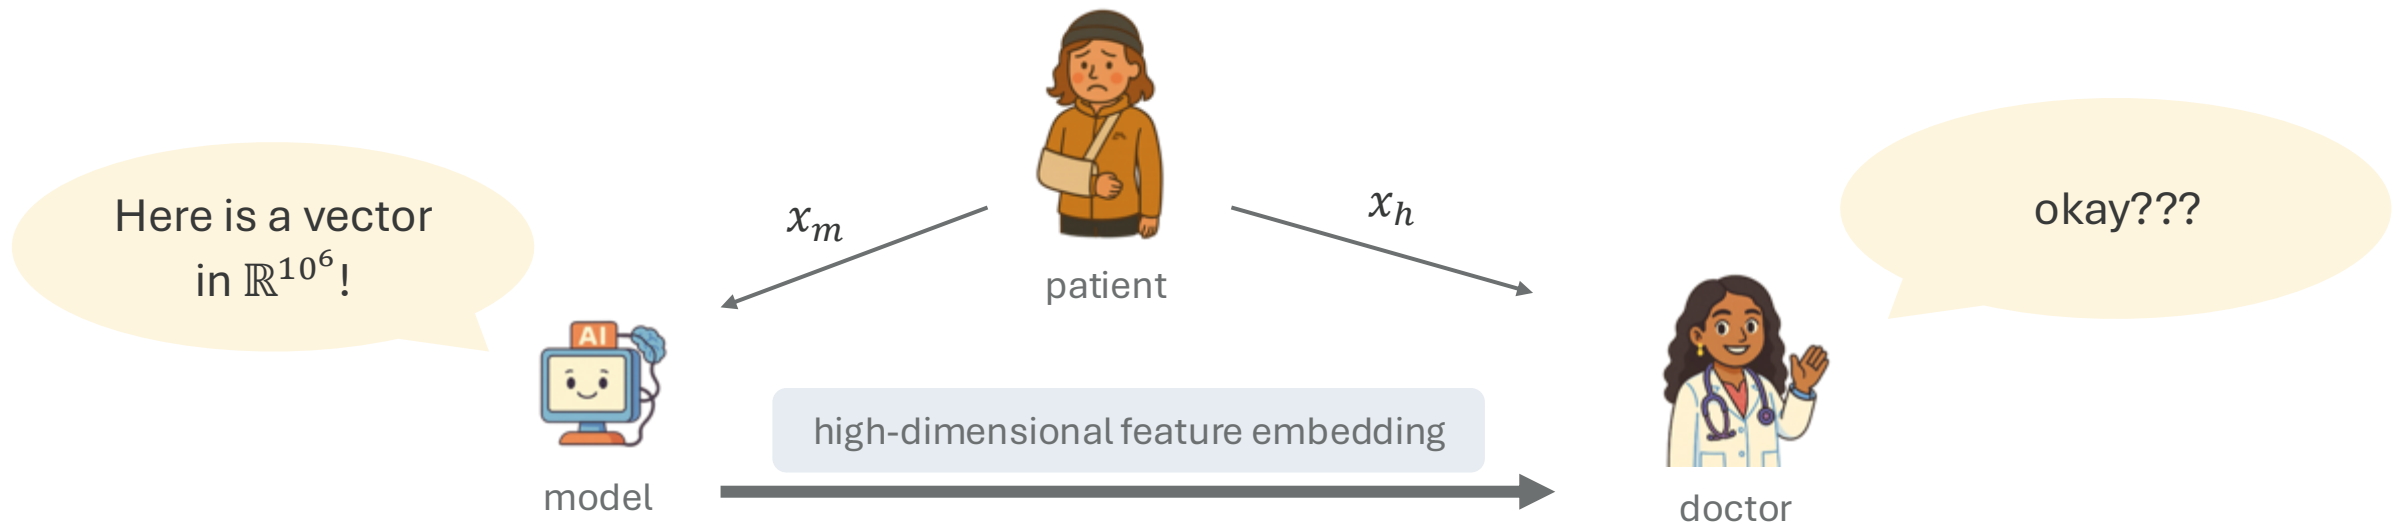 Here is a vector
in ℝ^{10^6}!
x_m
x_h
okay???
patient
AI
high-dimensional feature embedding
model
doctor